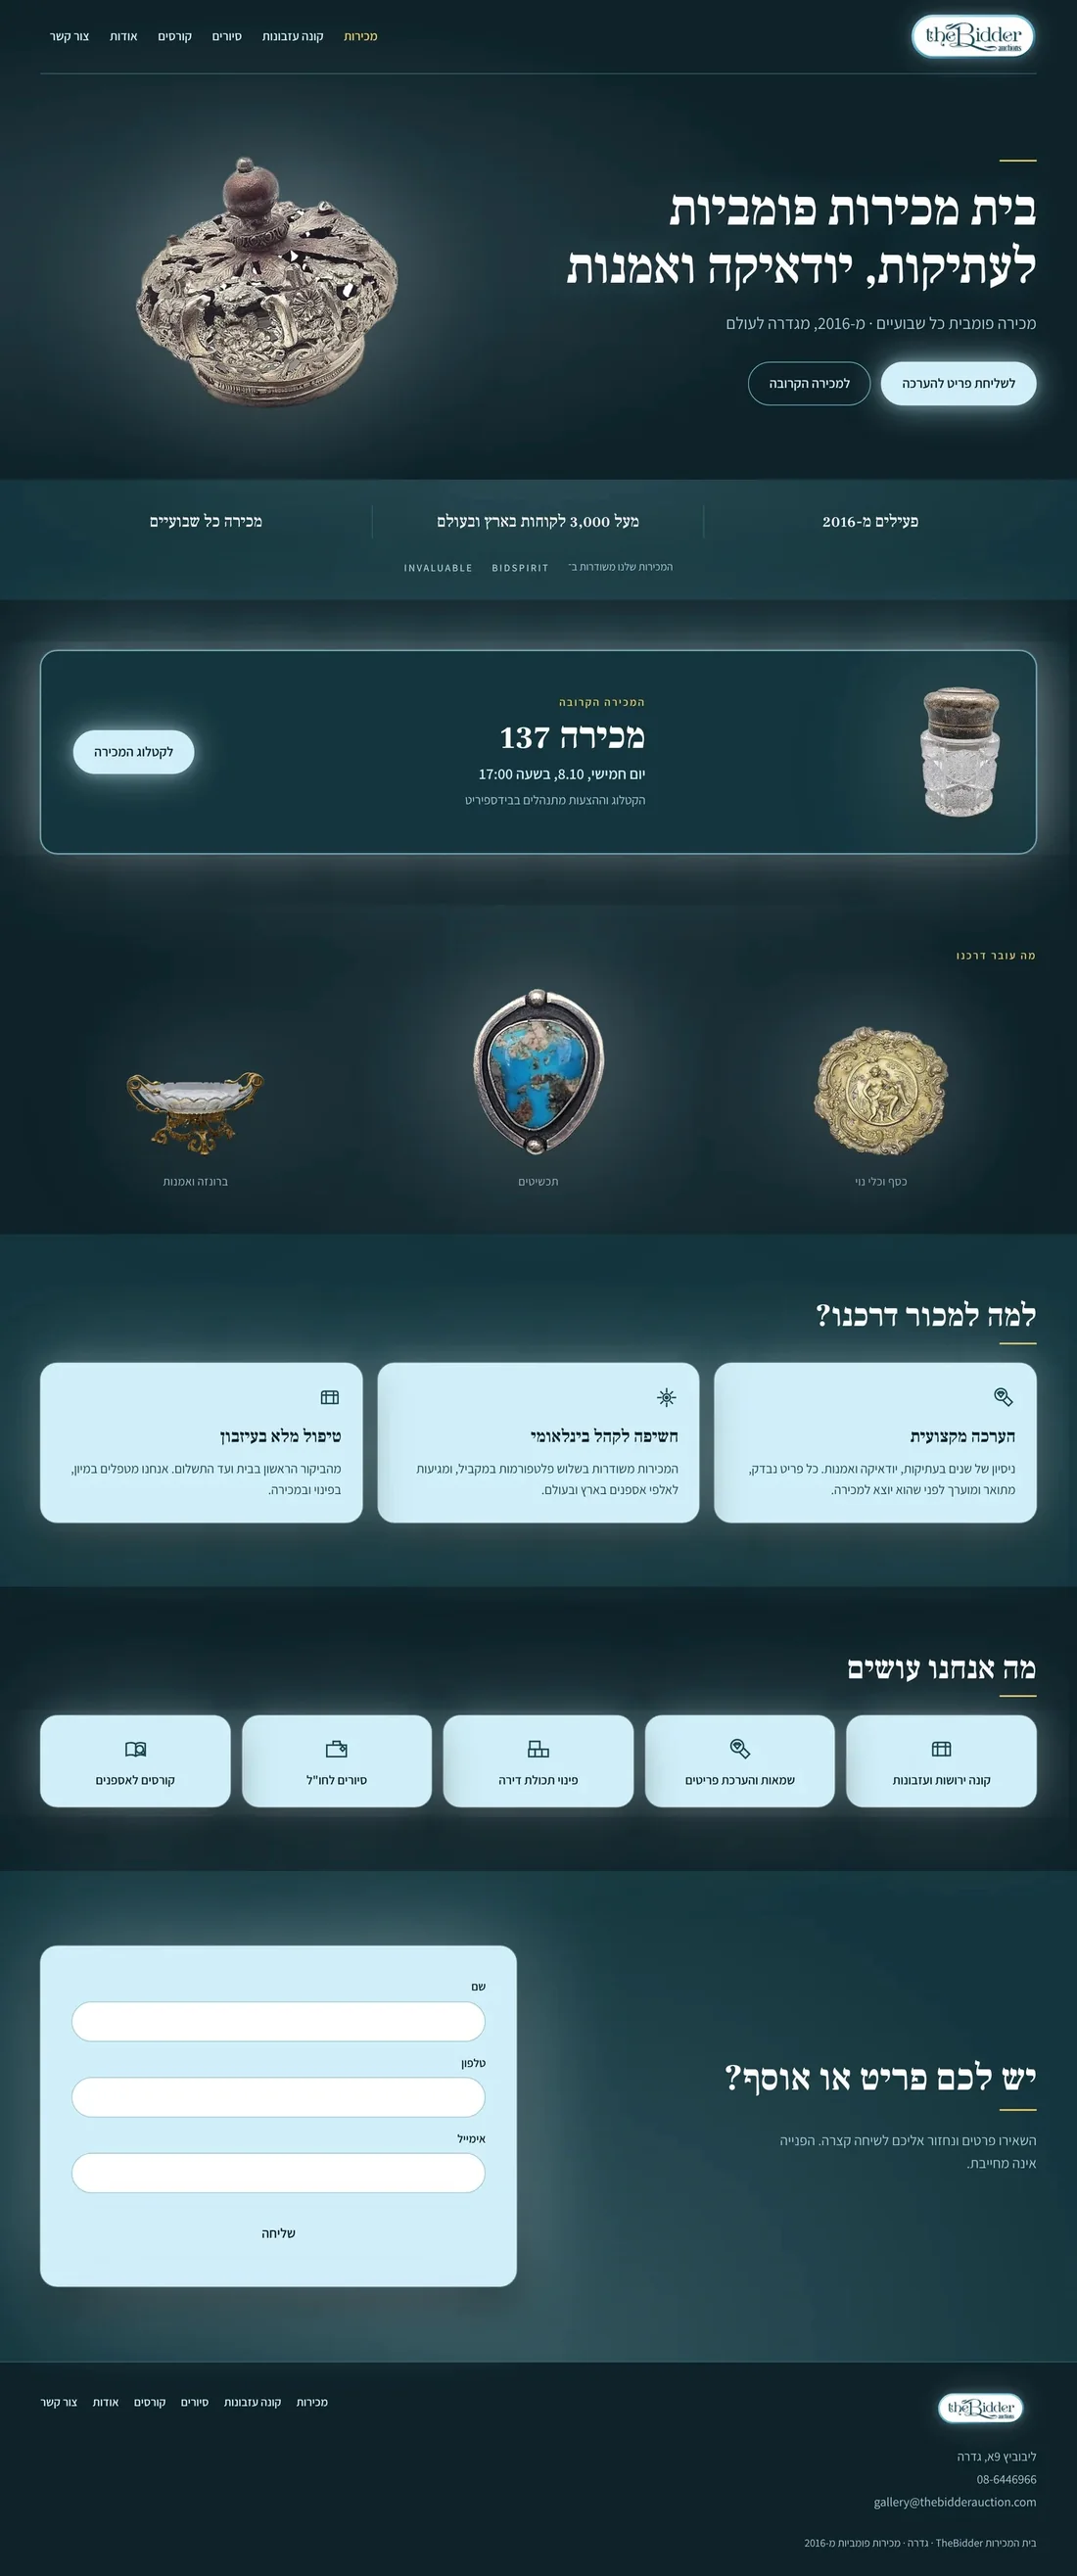 theBidder
auctions
מכירות קונה עזבונות סיורים קורסים אודות צור קשר
בית מכירות פומביות
לעתיקות, יודאיקה ואמנות
מכירה פומבית כל שבועיים · מ-2016, מגדרה לעולם
לשליחת פריט להערכה
למכירה הקרובה
פעילים מ-2016
מעל 3,000 לקוחות בארץ ובעולם
מכירה כל שבועיים
המכירות שלנו משודרות ב־ BIDSPIRIT INVALUABLE
המכירה הקרובה
מכירה 137
יום חמישי, 8.10, בשעה 17:00
הקטלוג וההצעות מתנהלים בבידספיריט
לקטלוג המכירה
מה עובר דרכנו
כסף וכלי נוי
תכשיטים
ברונזה ואמנות
למה למכור דרכנו?
הערכה מקצועית
ניסיון של שנים בעתיקות, יודאיקה ואמנות. כל פריט נבדק,
מתואר ומוערך לפני שהוא יוצא למכירה.
חשיפה לקהל בינלאומי
המכירות משודרות בשלוש פלטפורמות במקביל, ומגיעות
לאלפי אספנים בארץ ובעולם.
טיפול מלא בעיזבון
מהביקור הראשון בבית ועד התשלום. אנחנו מטפלים במיון,
בפינוי ובמכירה.
מה אנחנו עושים
קונה ירושות ועזבונות
שמאות והערכת פריטים
פינוי תכולת דירה
סיורים לחו"ל
קורסים לאספנים
יש לכם פריט או אוסף?
השאירו פרטים ונחזור אליכם לשיחה קצרה. הפנייה
אינה מחייבת.
שם
טלפון
אימייל
שליחה
theBidder
auctions
מכירות קונה עזבונות סיורים קורסים אודות צור קשר
ליבוביץ 9א, גדרה
08-6446966
gallery@thebidderauction.com
בית המכירות TheBidder · גדרה · מכירות פומביות מ-2016